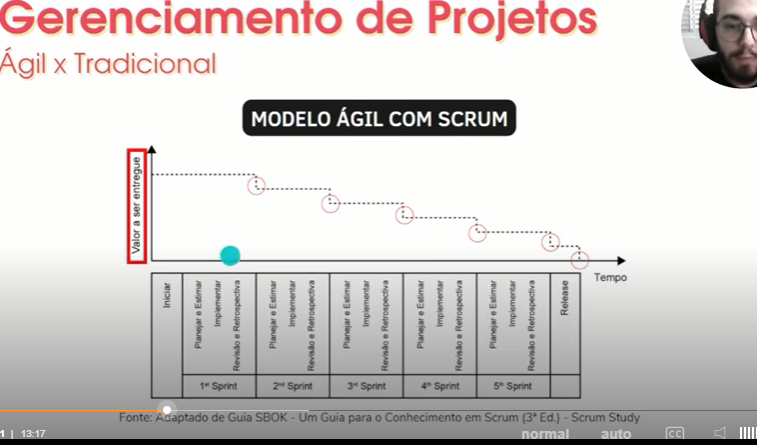 Gerenciamento de Projetos
Ágil x Tradicional
MODELO ÁGIL COM SCRUM
Valor a ser entregue
Tempo
Iniciar
Planejar e Estimar
Implementar
Revisão e Retrospectiva
Planejar e Estimar
Implementar
Revisão e Retrospectiva
Planejar e Estimar
Implementar
Revisão e Retrospectiva
Planejar e Estimar
Implementar
Revisão e Retrospectiva
Planejar e Estimar
Implementar
Revisão e Retrospectiva
Release
1st Sprint
2nd Sprint
3rd Sprint
4th Sprint
5th Sprint
Fonte: Adaptado de Guia SBOK - Um Guia para o Conhecimento em Scrum (3ª Ed.) - Scrum Study
1 | 13:17
normal
auto
CC